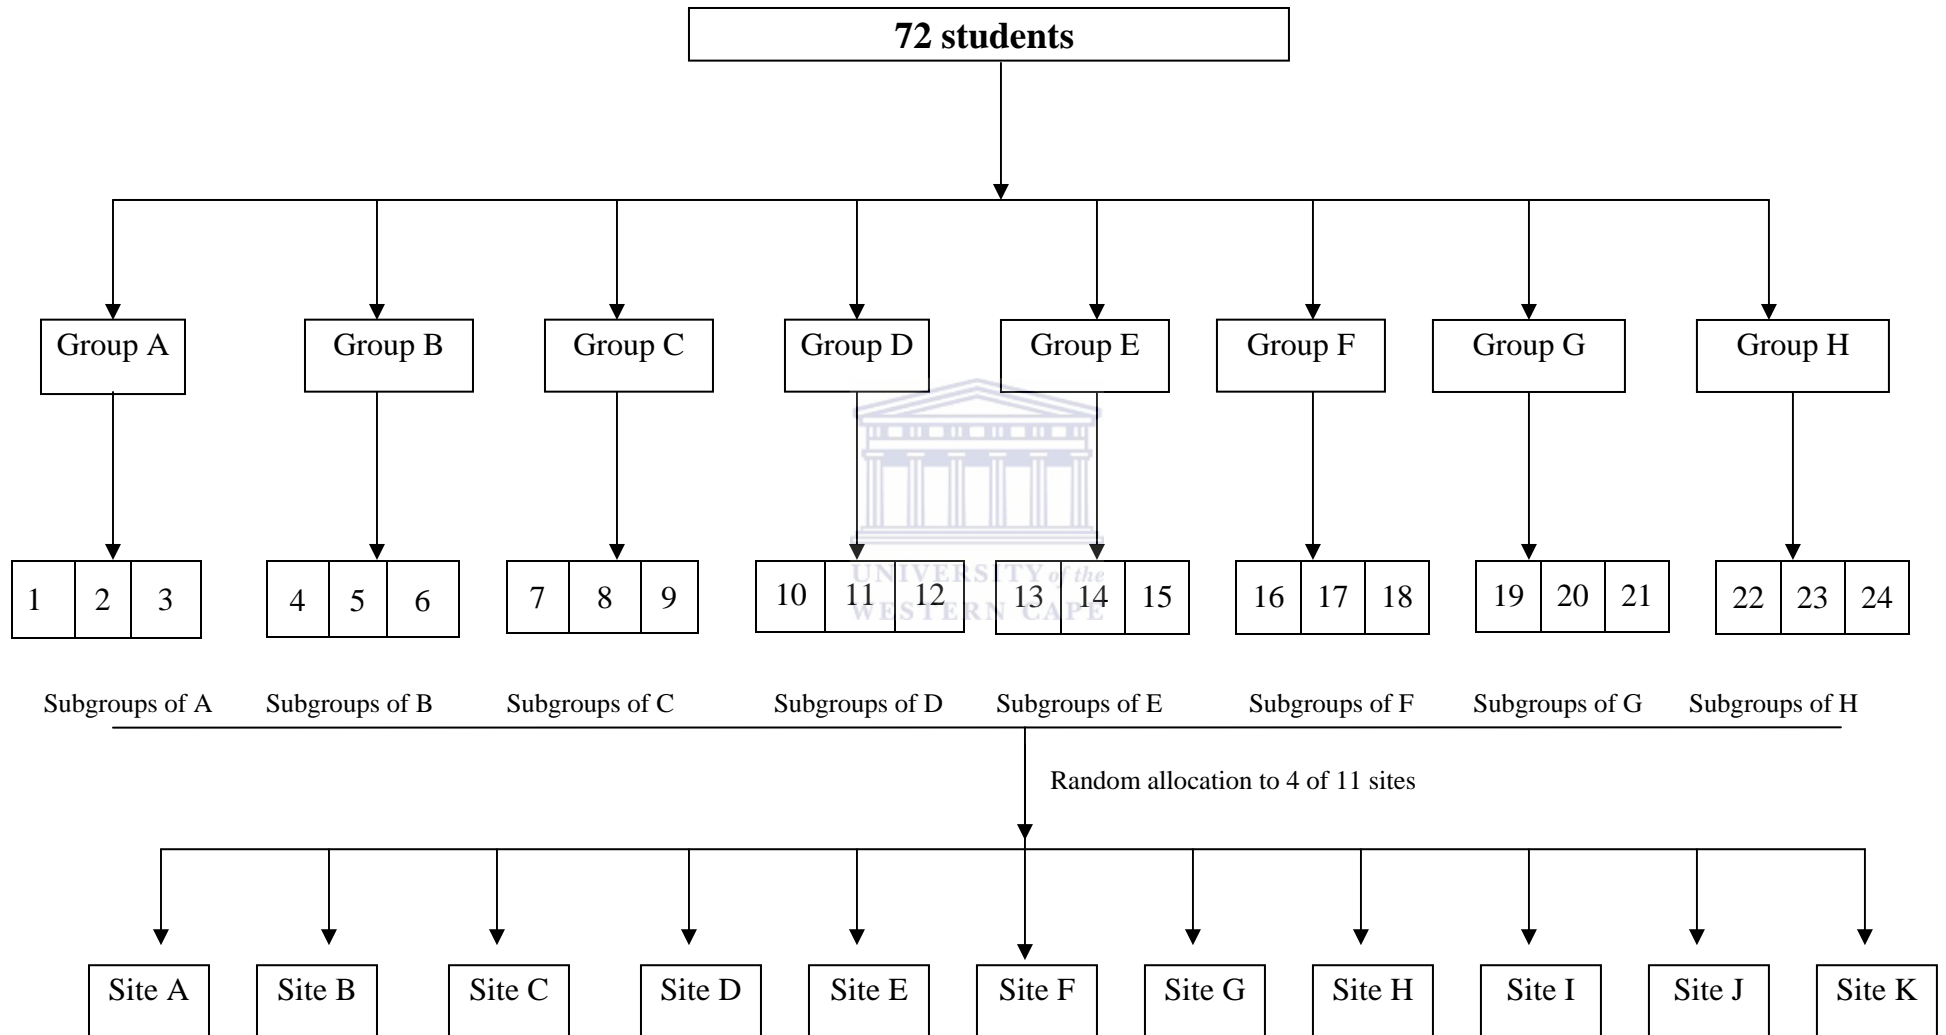 72 students
Group A Group B Group C Group D Group E Group F Group G Group H
1 2 3 4 5 6 7 8 9 10 11 12 13 14 15 16 17 18 19 20 21 22 23 24
UNIVERSITY of the
WESTERN CAPE
Subgroups of A Subgroups of B Subgroups of C Subgroups of D Subgroups of E Subgroups of F Subgroups of G Subgroups of H
Random allocation to 4 of 11 sites
Site A Site B Site C Site D Site E Site F Site G Site H Site I Site J Site K